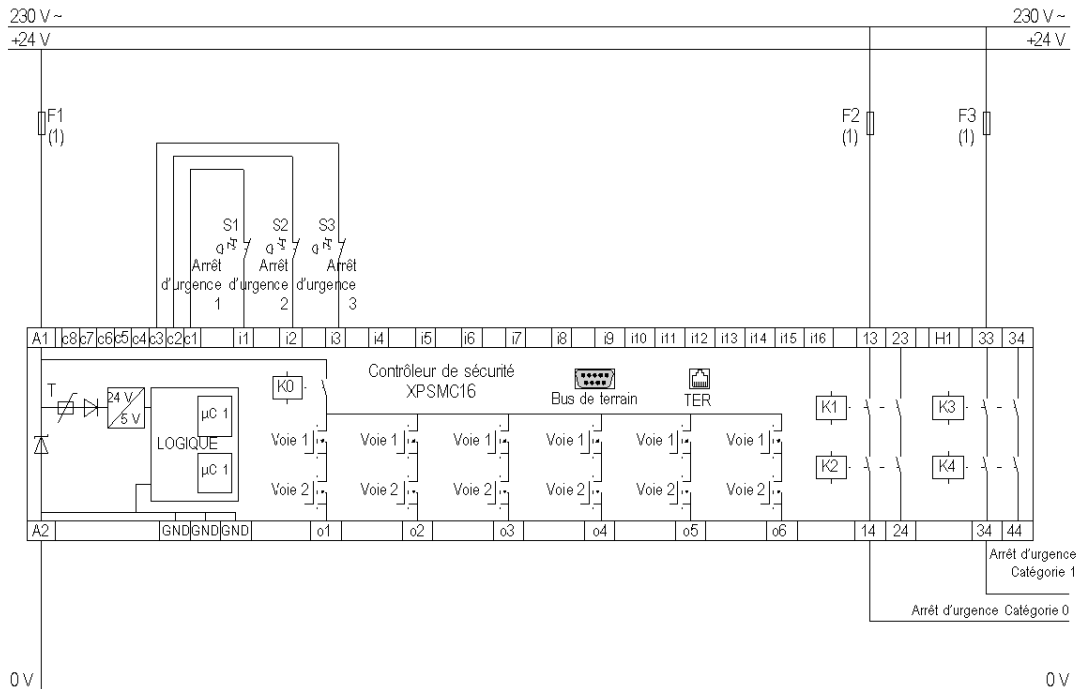 230 V ~ 230 V ~
+24 V +24 V
F1
(1)
F2
(1)
F3
(1)
S1 S2 S3
Arrêt Arrêt Arrêt
d'urgence d'urgence d'urgence
1 2 3
A1 c8 c7 c6 c5 c4 c3 c2 c1 i1 i2 i3 i4 i5 i6 i7 i8 i9 i10 i11 i12 i13 i14 i15 i16 13 23 H1 33 34
Contrôleur de sécurité
XPSMC16
K0
T
24 V
5 V
µC 1
LOGIQUE
µC 1
Bus de terrain
TER
K1 K3
K2 K4
Voie 1 Voie 1 Voie 1 Voie 1 Voie 1 Voie 1
Voie 2 Voie 2 Voie 2 Voie 2 Voie 2 Voie 2
A2 GND GND GND o1 o2 o3 o4 o5 o6 14 24 34 44
Arrêt d'urgence
Catégorie 1
Arrêt d'urgence Catégorie 0
0 V 0 V